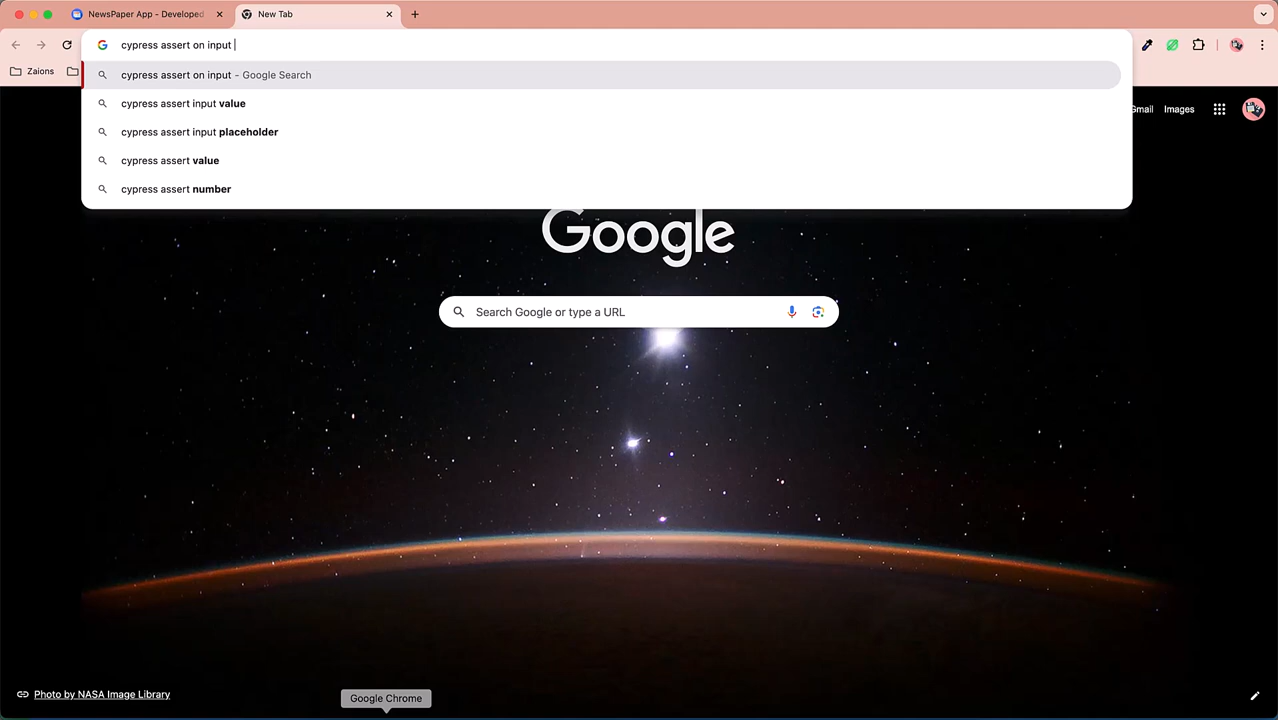 NewsPaper App - Developed
New Tab
cypress assert on input
Zaions
cypress assert on input - Google Search
cypress assert input value
cypress assert input placeholder
cypress assert value
cypress assert number
Gmail
Images
Google
Search Google or type a URL
Photo by NASA Image Library
Google Chrome